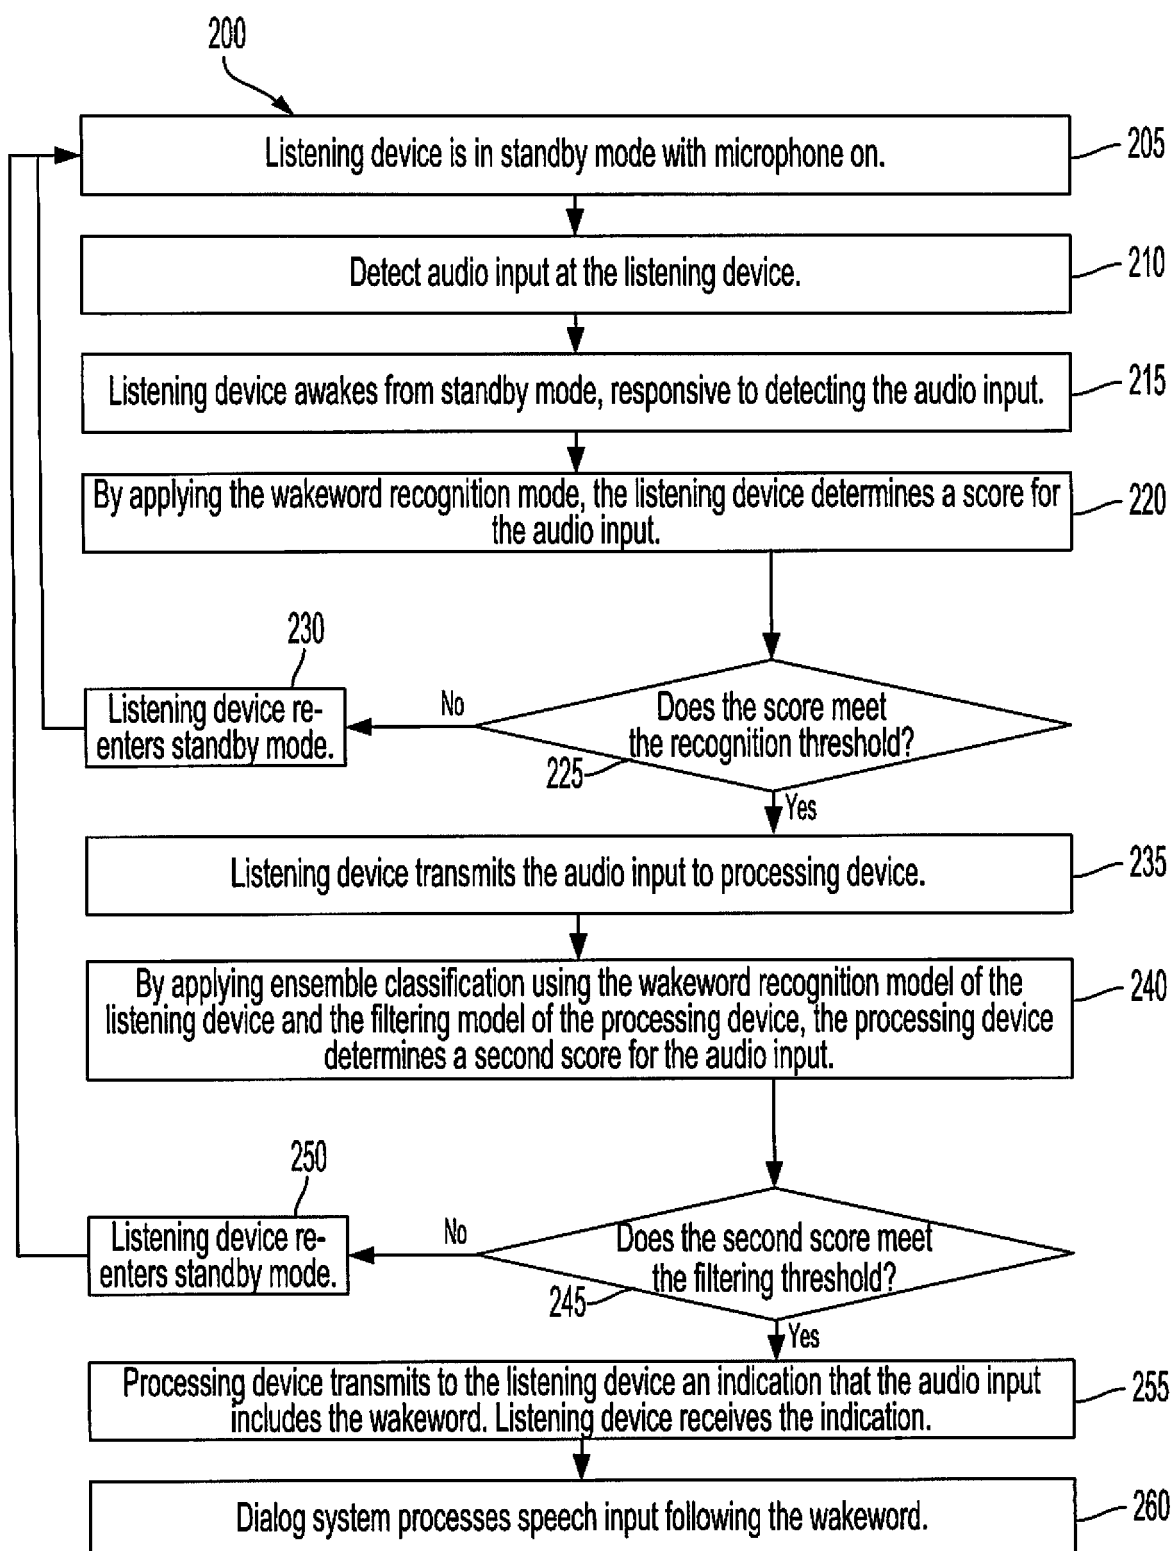 200
Listening device is in standby mode with microphone on.
205
Detect audio input at the listening device.
210
Listening device awakes from standby mode, responsive to detecting the audio input.
215
By applying the wakeword recognition mode, the listening device determines a score for
the audio input.
220
230
Listening device re-
enters standby mode.
No
Does the score meet
the recognition threshold?
225
Yes
Listening device transmits the audio input to processing device.
235
By applying ensemble classification using the wakeword recognition model of the
listening device and the filtering model of the processing device, the processing device
determines a second score for the audio input.
240
250
Listening device re-
enters standby mode.
No
Does the second score meet
the filtering threshold?
245
Yes
Processing device transmits to the listening device an indication that the audio input
includes the wakeword. Listening device receives the indication.
255
Dialog system processes speech input following the wakeword.
260